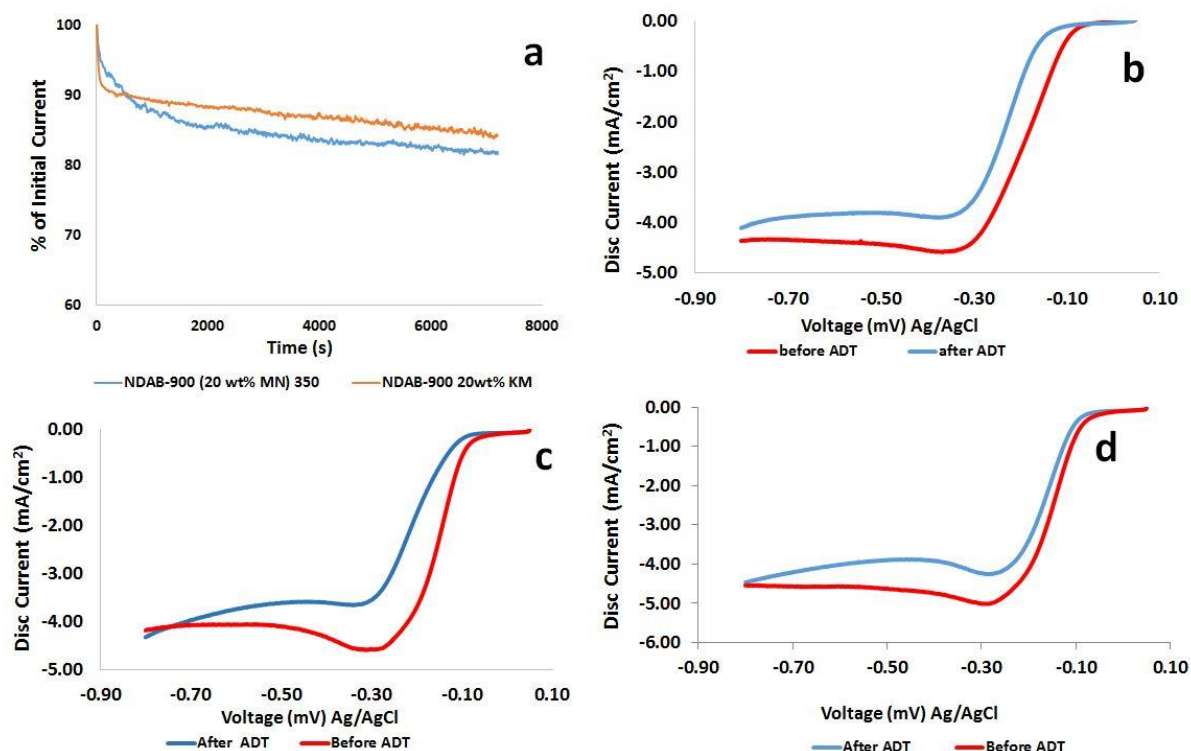 100
90
80
70
60
% of Initial Current
a
0
2000
4000
6000
8000
Time (s)
NDAB-900 (20 wt% MN) 350
NDAB-900 20wt% KM
0.00
-1.00
-2.00
-3.00
-4.00
-5.00
Disc Current (mA/cm²)
b
-0.90
-0.70
-0.50
-0.30
-0.10
0.10
Voltage (mV) Ag/AgCl
before ADT
after ADT
0.00
-1.00
-2.00
-3.00
-4.00
-5.00
Disc Current (mA/cm²)
c
-0.90
-0.70
-0.50
-0.30
-0.10
0.10
Voltage (mV) Ag/AgCl
After ADT
Before ADT
0.00
-1.00
-2.00
-3.00
-4.00
-5.00
-6.00
Disc Current (mA/cm²)
d
-0.90
-0.70
-0.50
-0.30
-0.10
0.10
Voltage (mV) Ag/AgCl
After ADT
Before ADT